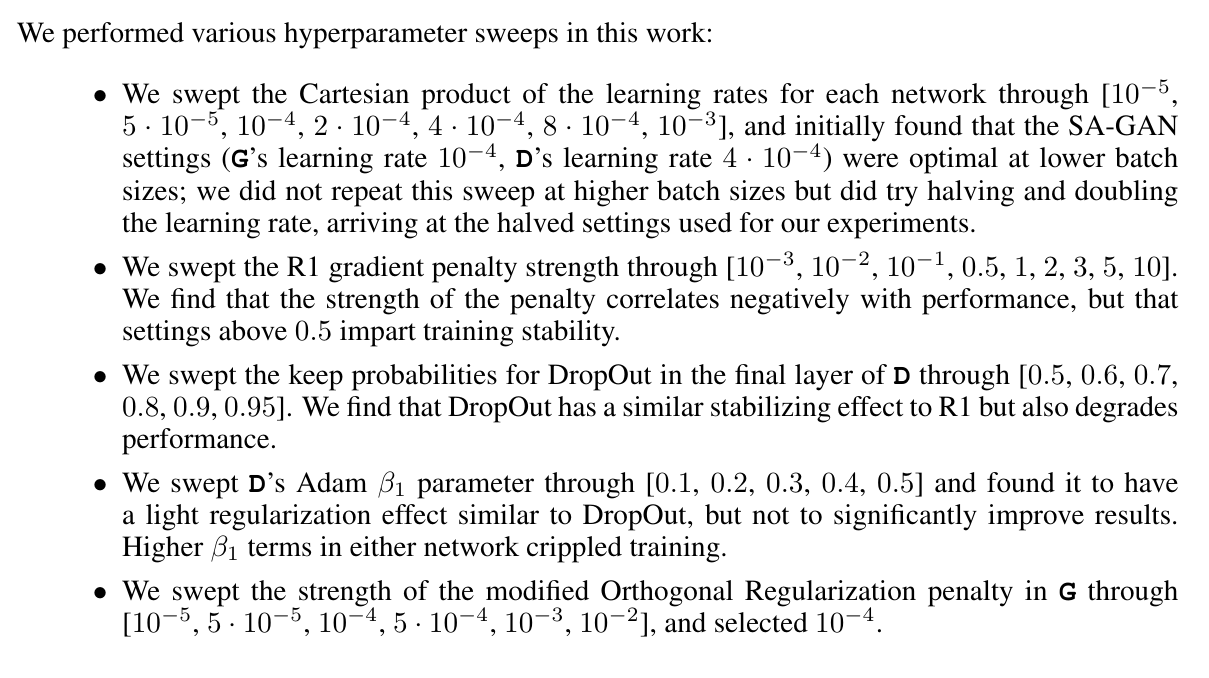 We performed various hyperparameter sweeps in this work:
• We swept the Cartesian product of the learning rates for each network through [10⁻⁵,
5 · 10⁻⁵, 10⁻⁴, 2 · 10⁻⁴, 4 · 10⁻⁴, 8 · 10⁻⁴, 10⁻³], and initially found that the SA-GAN
settings (G's learning rate 10⁻⁴, D's learning rate 4 · 10⁻⁴) were optimal at lower batch
sizes; we did not repeat this sweep at higher batch sizes but did try halving and doubling
the learning rate, arriving at the halved settings used for our experiments.
• We swept the R1 gradient penalty strength through [10⁻³, 10⁻², 10⁻¹, 0.5, 1, 2, 3, 5, 10].
We find that the strength of the penalty correlates negatively with performance, but that
settings above 0.5 impart training stability.
• We swept the keep probabilities for DropOut in the final layer of D through [0.5, 0.6, 0.7,
0.8, 0.9, 0.95]. We find that DropOut has a similar stabilizing effect to R1 but also degrades
performance.
• We swept D's Adam β₁ parameter through [0.1, 0.2, 0.3, 0.4, 0.5] and found it to have
a light regularization effect similar to DropOut, but not to significantly improve results.
Higher β₁ terms in either network crippled training.
• We swept the strength of the modified Orthogonal Regularization penalty in G through
[10⁻⁵, 5 · 10⁻⁵, 10⁻⁴, 5 · 10⁻⁴, 10⁻³, 10⁻²], and selected 10⁻⁴.